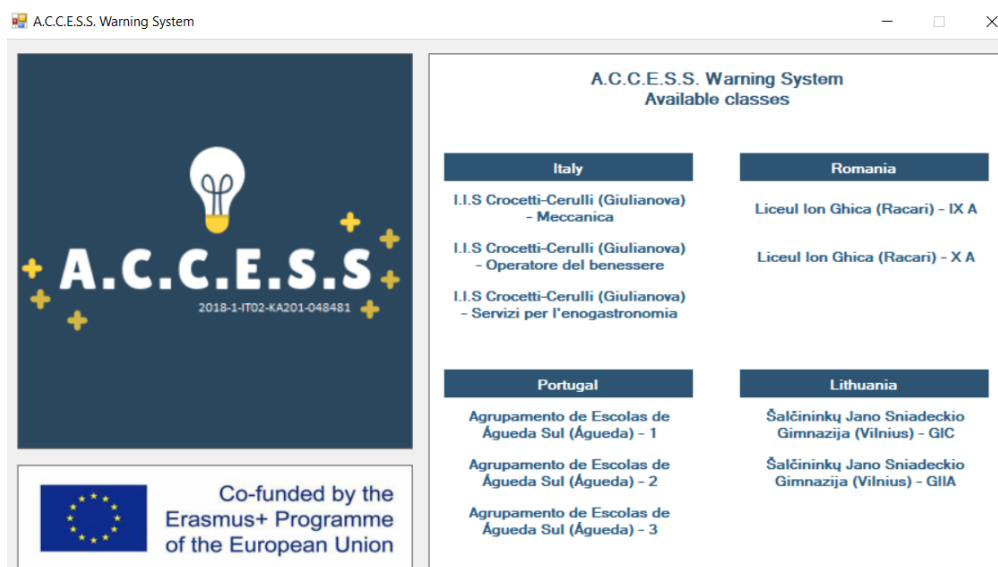 A.C.C.E.S.S. Warning System
A.C.C.E.S.S
2018-1-IT02-KA201-048481
Co-funded by the
Erasmus+ Programme
of the European Union
A.C.C.E.S.S. Warning System
Available classes
Italy
I.I.S Crocetti-Cerulli (Giulianova)
- Meccanica
I.I.S Crocetti-Cerulli (Giulianova)
- Operatore del benessere
I.I.S Crocetti-Cerulli (Giulianova)
- Servizi per l'enogastronomia
Romania
Liceul Ion Ghica (Racari) - IX A
Liceul Ion Ghica (Racari) - X A
Portugal
Agrupamento de Escolas de
Águeda Sul (Águeda) - 1
Agrupamento de Escolas de
Águeda Sul (Águeda) - 2
Agrupamento de Escolas de
Águeda Sul (Águeda) - 3
Lithuania
Šalčininkų Jano Sniadeckio
Gimnazija (Vilnius) - GIC
Šalčininkų Jano Sniadeckio
Gimnazija (Vilnius) - GIIA